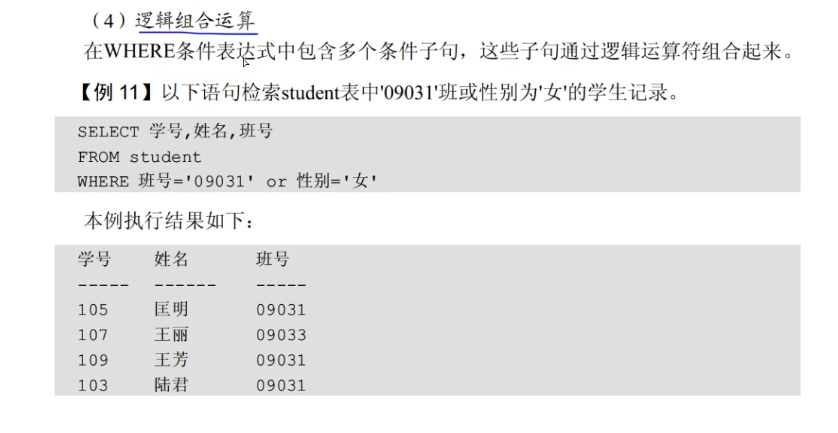 （4）逻辑组合运算
在WHERE条件表达式中包含多个条件子句，这些子句通过逻辑运算符组合起来。
【例 11】以下语句检索student表中'09031'班或性别为'女'的学生记录。
SELECT 学号,姓名,班号
FROM student
WHERE 班号='09031' or 性别='女'
本例执行结果如下：
学号 姓名 班号
----- ------ -----
105 匡明 09031
107 王丽 09033
109 王芳 09031
103 陆君 09031